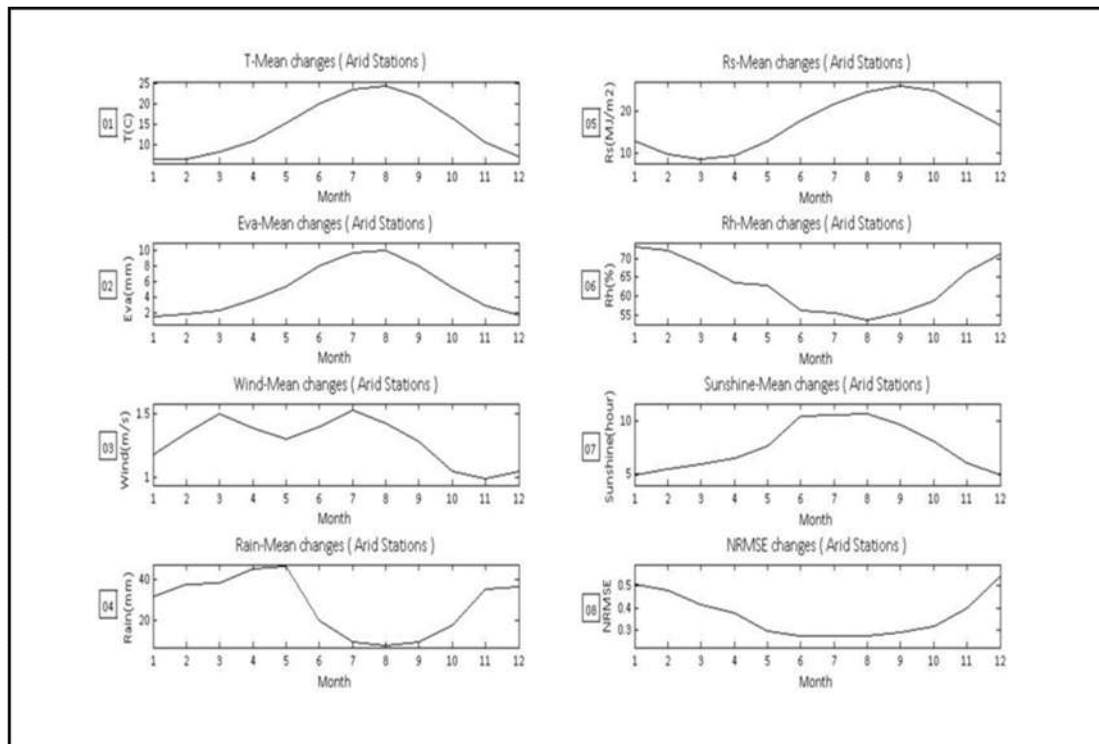 T-Mean changes ( Arid Stations )
01
T(C)
25
20
15
10
1 2 3 4 5 6 7 8 9 10 11 12
Month
Rs-Mean changes ( Arid Stations )
05
Rs(MJ/m2)
20
10
1 2 3 4 5 6 7 8 9 10 11 12
Month
Eva-Mean changes ( Arid Stations )
02
Eva(mm)
10
8
6
4
2
1 2 3 4 5 6 7 8 9 10 11 12
Month
Rh-Mean changes ( Arid Stations )
06
Rh(%)
70
65
60
55
1 2 3 4 5 6 7 8 9 10 11 12
Month
Wind-Mean changes ( Arid Stations )
03
Wind(m/s)
1.5
1
1 2 3 4 5 6 7 8 9 10 11 12
Month
Sunshine-Mean changes ( Arid Stations )
07
Sunshine(hour)
10
5
1 2 3 4 5 6 7 8 9 10 11 12
Month
Rain-Mean changes ( Arid Stations )
04
Rain(mm)
40
20
1 2 3 4 5 6 7 8 9 10 11 12
Month
NRMSE changes ( Arid Stations )
08
NRMSE
0.5
0.4
0.3
1 2 3 4 5 6 7 8 9 10 11 12
Month